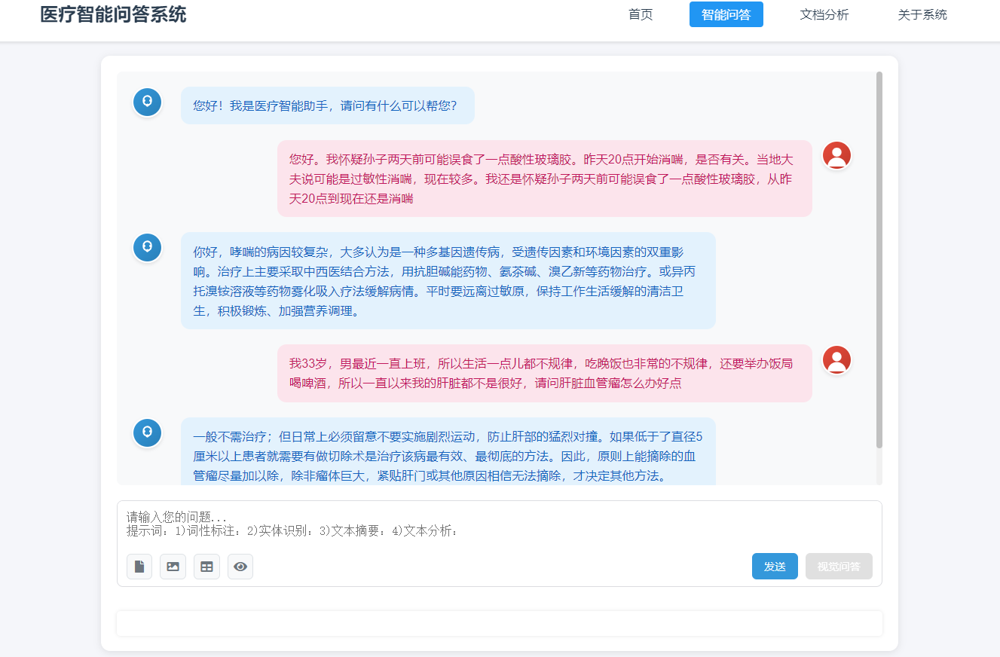 医疗智能问答系统
首页
智能问答
文档分析
关于系统
您好！我是医疗智能助手，请问有什么可以帮您？
您好。我怀疑孙子两天前可能误食了一点酸性玻璃胶。昨天20点开始消喘，是否有关。当地大
夫说可能是过敏性消喘，现在较多。我还是怀疑孙子两天前可能误食了一点酸性玻璃胶，从昨
天20点到现在还是消喘
你好，哮喘的病因较复杂，大多认为是一种多基因遗传病，受遗传因素和环境因素的双重影
响。治疗上主要采取中西医结合方法，用抗胆碱能药物、氨茶碱、溴乙新等药物治疗。或异丙
托溴铵溶液等药物雾化吸入疗法缓解病情。平时要远离过敏原，保持工作生活缓解的清洁卫
生，积极锻炼、加强营养调理。
我33岁，男最近一直上班，所以生活一点儿都不规律，吃晚饭也非常的不规律，还要举办饭局
喝啤酒，所以一直以来我的肝脏都不是很好，请问肝脏血管瘤怎么办好点
一般不需治疗；但日常上必须留意不要实施剧烈运动，防止肝部的猛烈对撞。如果低于了直径5
厘米以上患者就需要有做切除术是治疗该病最有效、最彻底的方法。因此，原则上能摘除的血
管瘤尽量加以除，除非瘤体巨大，紧贴肝门或其他原因相信无法摘除，才决定其他方法。
请输入您的问题...
提示词：1)词性标注：2)实体识别：3)文本摘要：4)文本分析：
发送
视觉问答